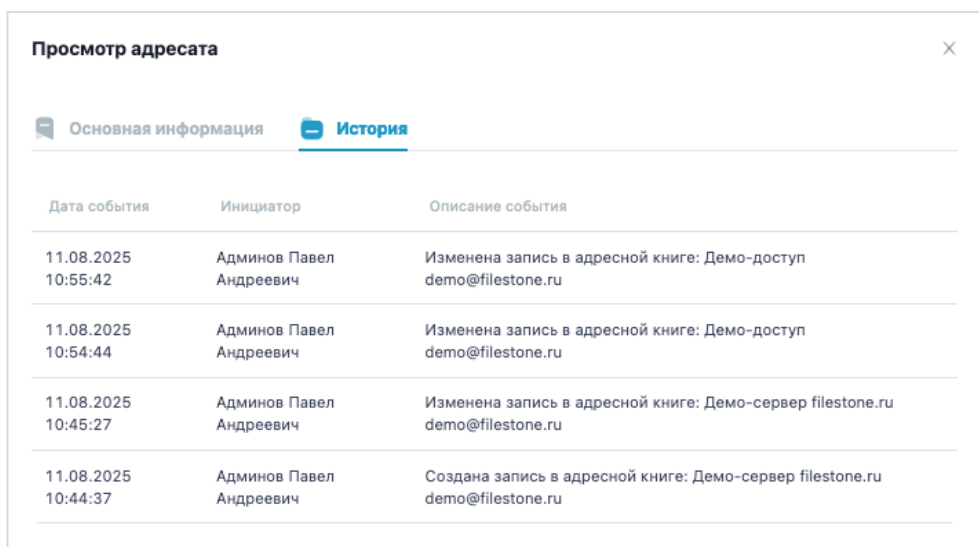 Просмотр адресата
Основная информация
История
Дата события
Инициатор
Описание события
11.08.2025
10:55:42
Админов Павел
Андреевич
Изменена запись в адресной книге: Демо-доступ
demo@filestone.ru
11.08.2025
10:54:44
Админов Павел
Андреевич
Изменена запись в адресной книге: Демо-доступ
demo@filestone.ru
11.08.2025
10:45:27
Админов Павел
Андреевич
Изменена запись в адресной книге: Демо-сервер filestone.ru
demo@filestone.ru
11.08.2025
10:44:37
Админов Павел
Андреевич
Создана запись в адресной книге: Демо-сервер filestone.ru
demo@filestone.ru